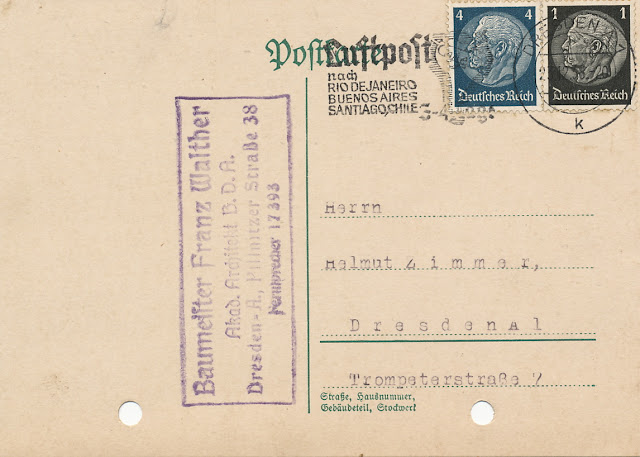 Postkarte
Luftpost
nach
RIO DE JANEIRO
BUENOS AIRES
SANTIAGO CHILE
4 4
Deutsches Reich
1 1
Deutsches Reich
DRESDEN
k
Baumeister Franz Walther
Akad. Architekt B. D. A.
Dresden-A., Pillnitzer Straße 38
Fernsprecher 17393
Herrn
Helmut Zimmer,
Dresden A1
Trompeterstraße 7
Straße, Hausnummer,
Gebäudeteil, Stockwerk